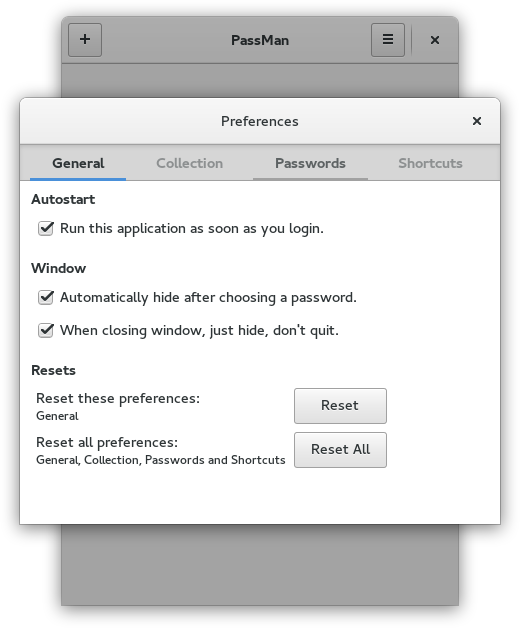 PassMan
Preferences
General Collection Passwords Shortcuts
Autostart
Run this application as soon as you login.
Window
Automatically hide after choosing a password.
When closing window, just hide, don't quit.
Resets
Reset these preferences:
General
Reset
Reset all preferences:
General, Collection, Passwords and Shortcuts
Reset All